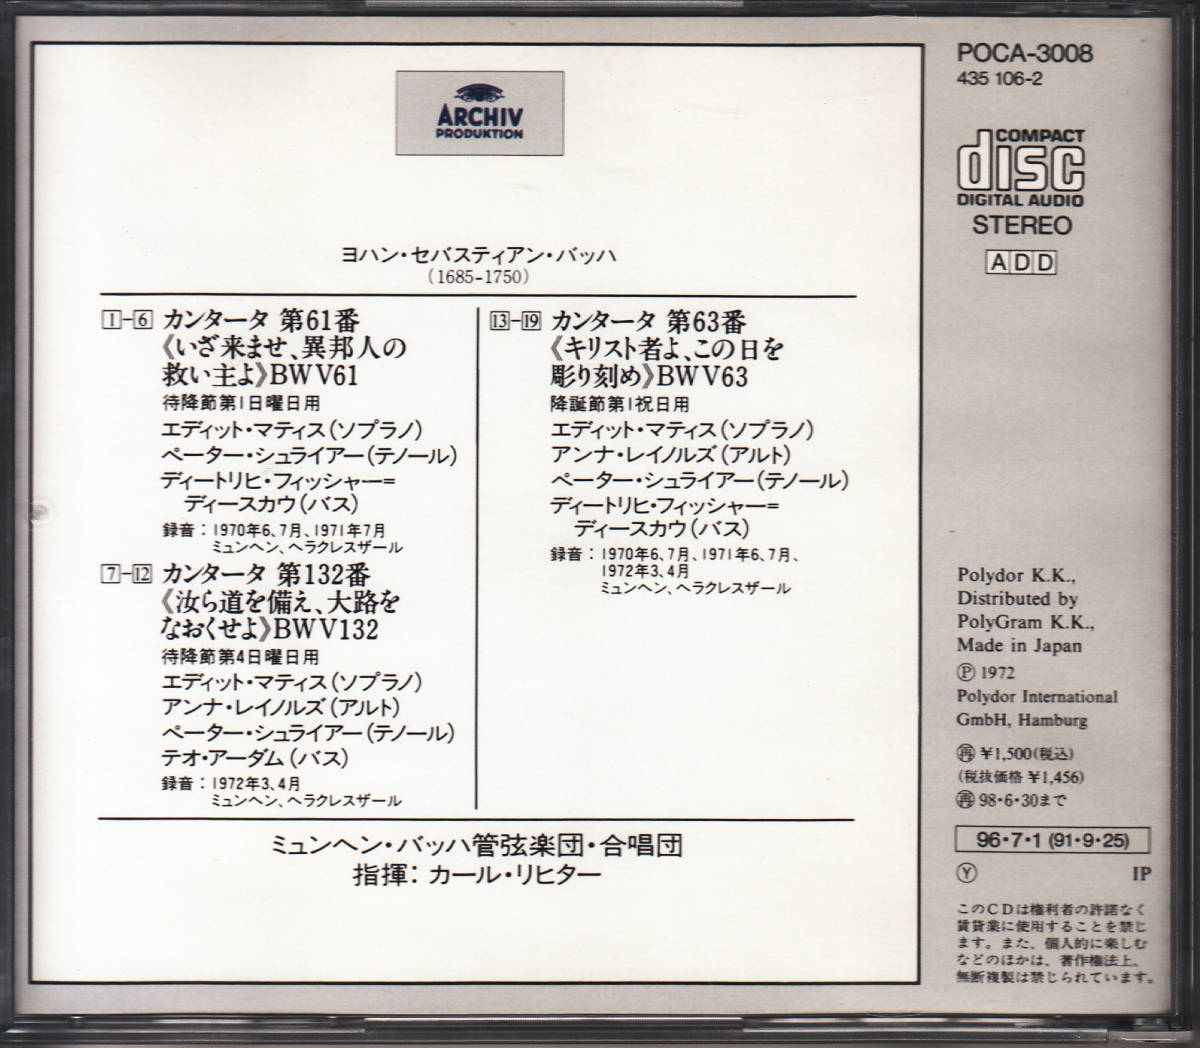 ARCHIV
PRODUKTION
ヨハン・セバスティアン・バッハ
(1685-1750)
1-6 カンタータ 第61番
《いざ来ませ、異邦人の
救い主よ》BWV61
待降節第1日曜日用
エディット・マティス(ソプラノ)
ペーター・シュライアー(テノール)
ディートリヒ・フィッシャー=
ディースカウ(バス)
録音：1970年6、7月、1971年7月
ミュンヘン、ヘラクレスザール
7-12 カンタータ 第132番
《汝ら道を備え、大路を
なおくせよ》BWV132
待降節第4日曜日用
エディット・マティス(ソプラノ)
アンナ・レイノルズ(アルト)
ペーター・シュライアー(テノール)
テオ・アーダム(バス)
録音：1972年3、4月
ミュンヘン、ヘラクレスザール
13-19 カンタータ 第63番
《キリスト者よ、この日を
彫り刻め》BWV63
降誕節第1祝日用
エディット・マティス(ソプラノ)
アンナ・レイノルズ(アルト)
ペーター・シュライアー(テノール)
ディートリヒ・フィッシャー=
ディースカウ(バス)
録音：1970年6、7月、1971年6、7月、
1972年3、4月
ミュンヘン、ヘラクレスザール
ミュンヘン・バッハ管弦楽団・合唱団
指揮：カール・リヒター
POCA-3008
435 106-2
COMPACT
disc
DIGITAL AUDIO
STEREO
ADD
Polydor K.K.,
Distributed by
PolyGram K.K.,
Made in Japan
Ⓟ 1972
Polydor International
GmbH, Hamburg
再 ¥1,500(税込)
(税抜価格 ¥1,456)
再 98・6・30まで
96・7・1 (91・9・25)
Ⓨ IP
このCDは権利者の許諾なく
賃貸業に使用することを禁じ
ます。また、個人的に楽しむ
などのほかは、著作権法上、
無断複製は禁じられています。